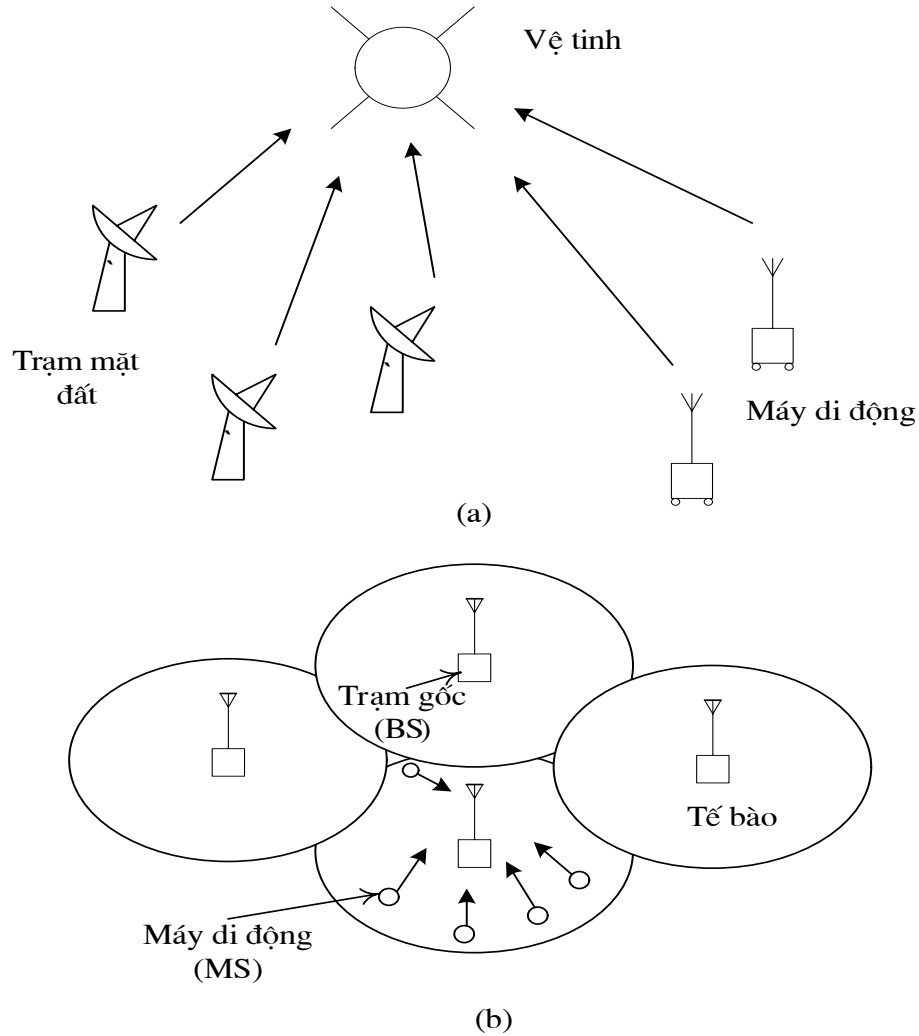 Vệ tinh
Trạm mặt
đất
Máy di động
(a)
Trạm gốc
(BS)
Tế bào
Máy di động
(MS)
(b)